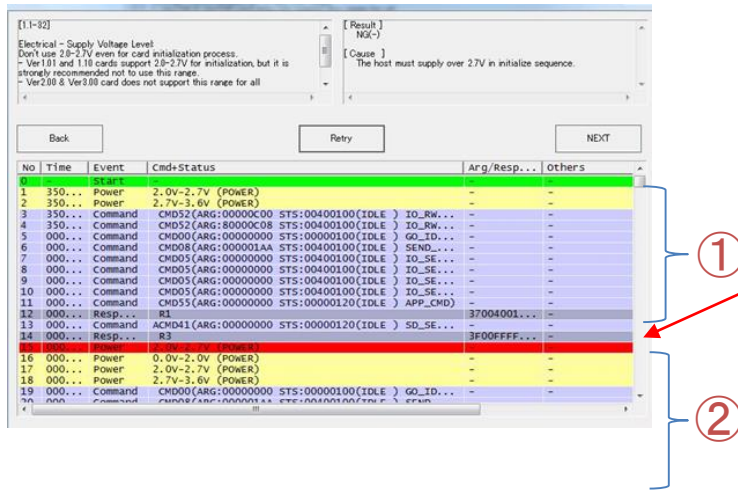 [1.1-32]
Electrical - Supply Voltage Level
Don't use 2.0-2.7V even for card initialization process.
- Ver1.01 and 1.10 cards support 2.0-2.7V for initialization, but it is
strongly recommended not to use this range.
- Ver2.00 & Ver3.00 card does not support this range for all
[ Result ]
NG(-)
[ Cause ]
The host must supply over 2.7V in initialize sequence.
Back
Retry
NEXT
No Time Event Cmd+Status Arg/Resp... Others
0 - Start - - -
1 350... Power 2.0V-2.7V (POWER) - -
2 350... Power 2.7V-3.6V (POWER) - -
3 350... Command CMD52(ARG:00000C00 STS:00400100(IDLE ) IO_RW... - -
4 350... Command CMD52(ARG:80000C08 STS:00400100(IDLE ) IO_RW... - -
5 000... Command CMD00(ARG:00000000 STS:00400100(IDLE ) GO_ID... - -
6 000... Command CMD08(ARG:000001AA STS:00400100(IDLE ) SEND_... - -
7 000... Command CMD05(ARG:00000000 STS:00400100(IDLE ) IO_SE... - -
8 000... Command CMD05(ARG:00000000 STS:00400100(IDLE ) IO_SE... - -
9 000... Command CMD05(ARG:00000000 STS:00400100(IDLE ) IO_SE... - -
10 000... Command CMD05(ARG:00000000 STS:00400100(IDLE ) IO_SE... - -
11 000... Command CMD55(ARG:00000000 STS:00000120(IDLE ) APP_CMD) - -
12 000... Resp... R1 37004001... -
13 000... Command ACMD41(ARG:00000000 STS:00000120(IDLE ) SD_SE... - -
14 000... Resp... R3 3F00FFFF... -
15 000... Power 2.0V-2.7V (POWER) - -
16 000... Power 0.0V-2.0V (POWER) - -
17 000... Power 2.0V-2.7V (POWER) - -
18 000... Power 2.7V-3.6V (POWER) - -
19 000... Command CMD00(ARG:00000000 STS:00000100(IDLE ) GO_ID... - -
20 000... Command CMD08(ARG:000001AA STS:00400100(IDLE ) SEND
①
②